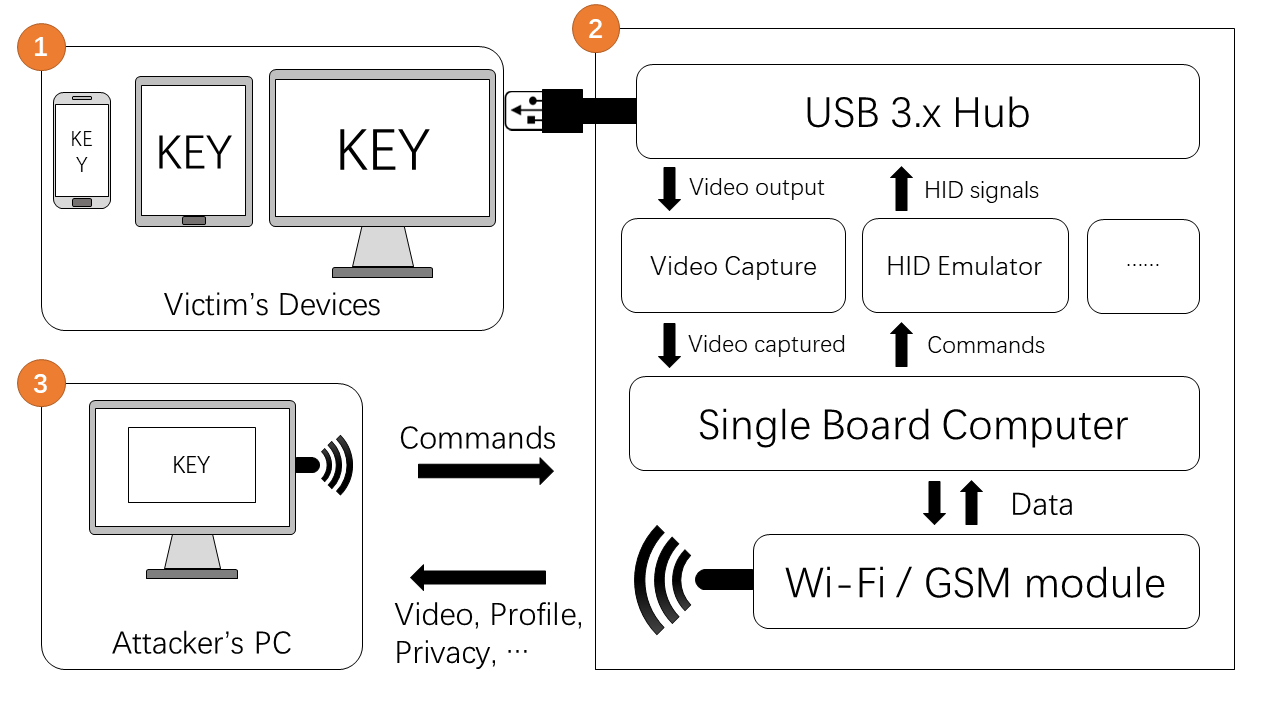 1
KE
Y
KEY
KEY
Victim's Devices
2
USB 3.x Hub
Video output
HID signals
Video Capture
HID Emulator
......
Video captured
Commands
Single Board Computer
Data
Wi-Fi / GSM module
3
KEY
Attacker's PC
Commands
Video, Profile,
Privacy, ...